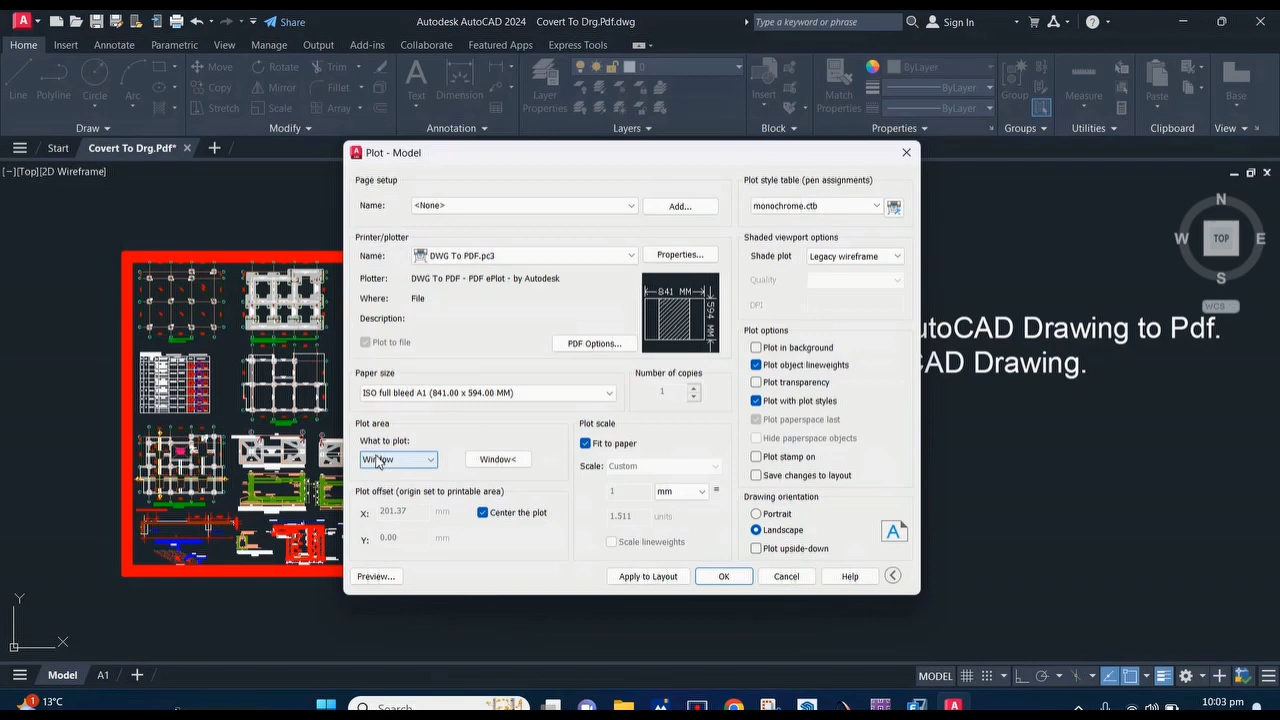 Share
Autodesk AutoCAD 2024 Covert To Drg.Pdf.dwg
Type a keyword or phrase
Sign In
Home Insert Annotate Parametric View Manage Output Add-ins Collaborate Featured Apps Express Tools
Line Polyline Circle Arc
Move Rotate Trim
Copy Mirror Fillet
Stretch Scale Array
Text Dimension
Layer Properties
0
Insert
Match Properties
ByLayer
ByLayer
ByLayer
Group
Measure
Paste
Base
Draw Modify Annotation Layers Block Properties Groups Utilities Clipboard View
Start Covert To Drg.Pdf*
[−][Top][2D Wireframe]
Plot - Model
Page setup
Name: <None> Add...
Printer/plotter
Name: DWG To PDF.pc3 Properties...
Plotter: DWG To PDF - PDF ePlot - by Autodesk
Where: File
Description:
Plot to file PDF Options...
841 MM
594 MM
Paper size
ISO full bleed A1 (841.00 x 594.00 MM)
Number of copies
1
Plot area
What to plot:
Window Window<
Plot offset (origin set to printable area)
X: 201.37 mm Center the plot
Y: 0.00 mm
Plot scale
Fit to paper
Scale: Custom
1 mm =
1.511 units
Scale lineweights
Plot style table (pen assignments)
monochrome.ctb
Shaded viewport options
Shade plot Legacy wireframe
Quality
DPI
Plot options
Plot in background
Plot object lineweights
Plot transparency
Plot with plot styles
Plot paperspace last
Hide paperspace objects
Plot stamp on
Save changes to layout
Drawing orientation
Portrait
Landscape
Plot upside-down
A
Preview... Apply to Layout OK Cancel Help
N
W TOP E
S
WCS
utoCAD Drawing to Pdf.
CAD Drawing.
Y
X
Model A1
MODEL
1
13°C
Search
10:03 pm